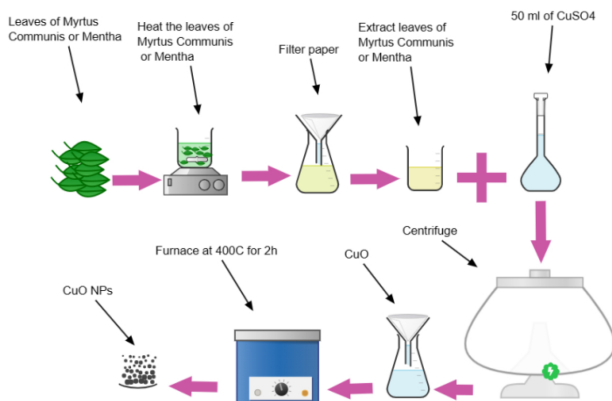 Leaves of Myrtus
Communis or Mentha
Heat the leaves of
Myrtus Communis
or Mentha
Filter paper
Extract leaves of
Myrtus Communis
or Mentha
50 ml of CuSO4
Centrifuge
CuO
Furnace at 400C for 2h
CuO NPs